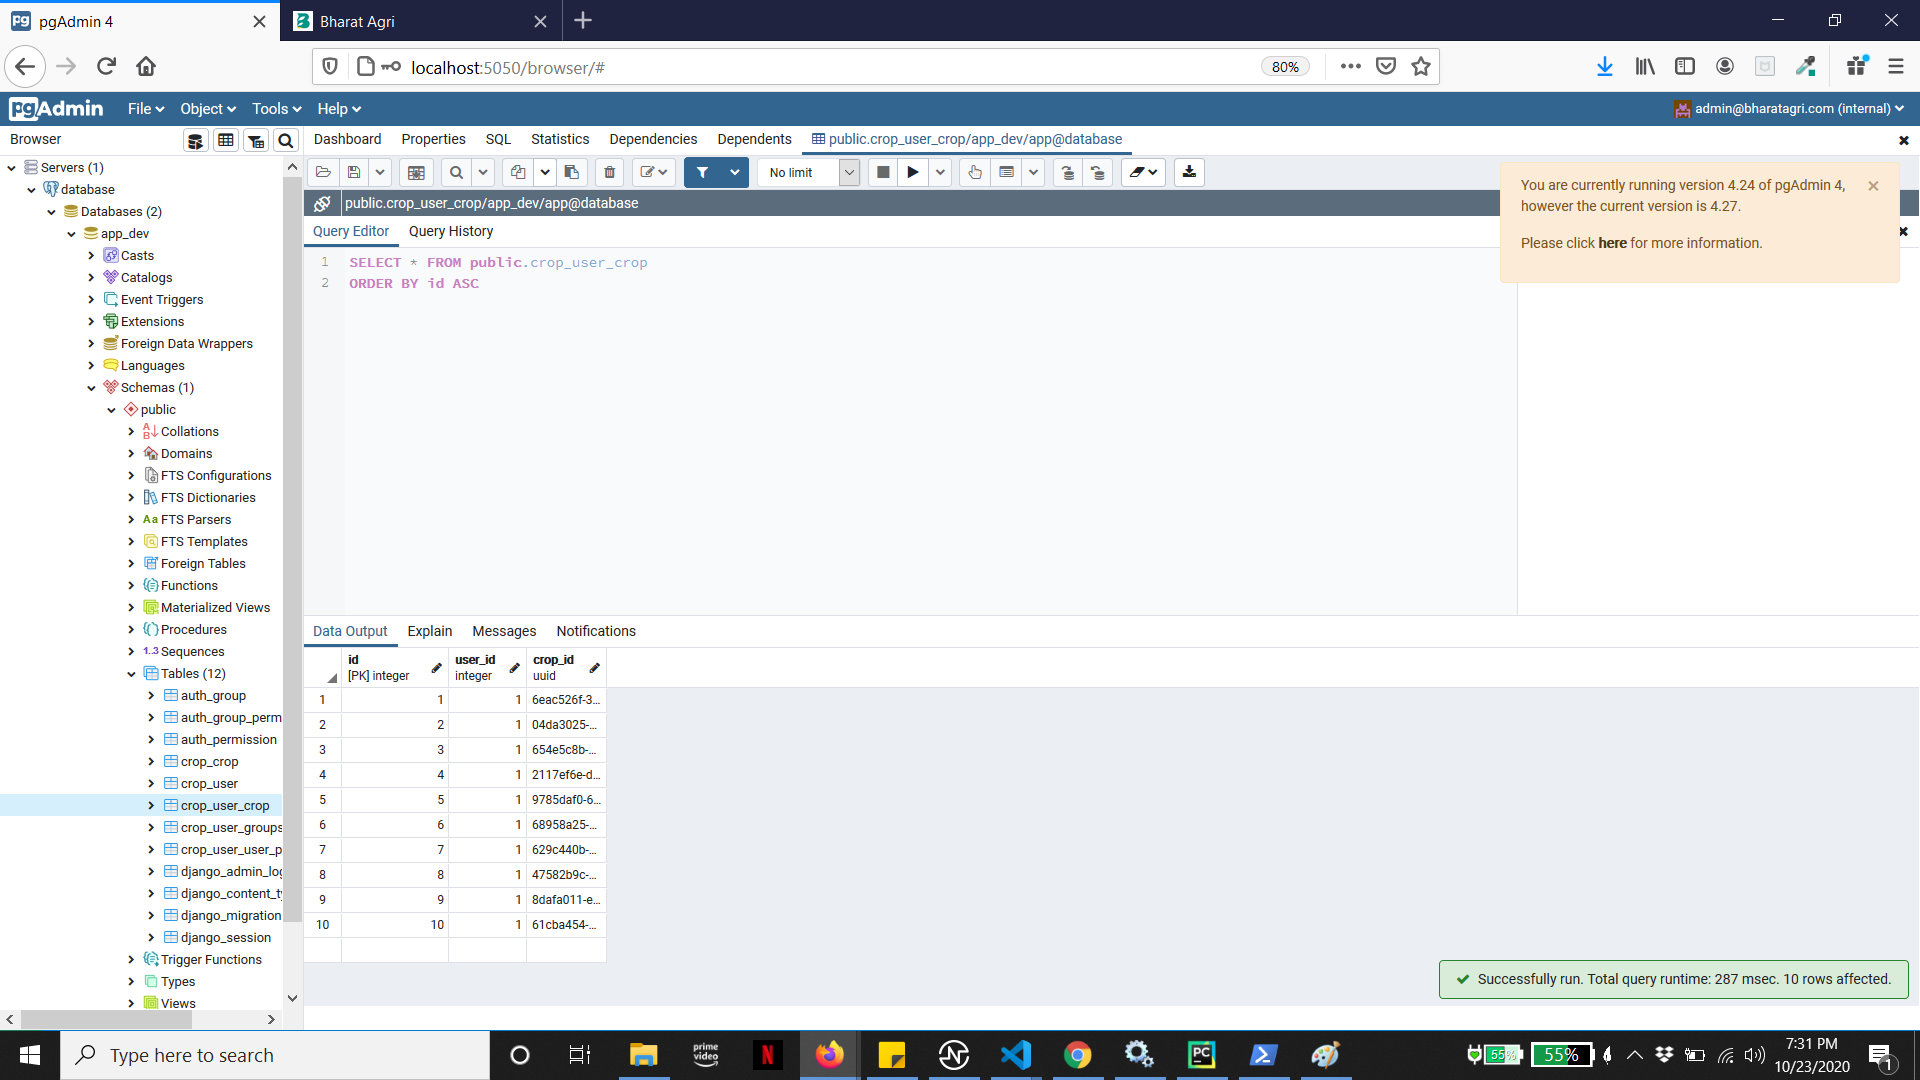 pgAdmin 4
Bharat Agri
localhost:5050/browser/#
80%
pgAdmin
File
Object
Tools
Help
admin@bharatagri.com (internal)
Browser
Dashboard
Properties
SQL
Statistics
Dependencies
Dependents
public.crop_user_crop/app_dev/app@database
No limit
public.crop_user_crop/app_dev/app@database
You are currently running version 4.24 of pgAdmin 4,
however the current version is 4.27.
Please click here for more information.
Query Editor
Query History
1 SELECT * FROM public.crop_user_crop
2 ORDER BY id ASC
Servers (1)
database
Databases (2)
app_dev
Casts
Catalogs
Event Triggers
Extensions
Foreign Data Wrappers
Languages
Schemas (1)
public
Collations
Domains
FTS Configurations
FTS Dictionaries
Aa FTS Parsers
FTS Templates
Foreign Tables
Functions
Materialized Views
Procedures
1..3 Sequences
Tables (12)
auth_group
auth_group_perm
auth_permission
crop_crop
crop_user
crop_user_crop
crop_user_groups
crop_user_user_p
django_admin_log
django_content_ty
django_migration
django_session
Trigger Functions
Types
Views
Data Output
Explain
Messages
Notifications
id
[PK] integer
user_id
integer
crop_id
uuid
1 1 1 6eac526f-3...
2 2 1 04da3025-...
3 3 1 654e5c8b-...
4 4 1 2117ef6e-d...
5 5 1 9785daf0-6...
6 6 1 68958a25-...
7 7 1 629c440b-...
8 8 1 47582b9c-...
9 9 1 8dafa011-e...
10 10 1 61cba454-...
Successfully run. Total query runtime: 287 msec. 10 rows affected.
Type here to search
prime
video
N
PC
55%
55%
7:31 PM
10/23/2020
1